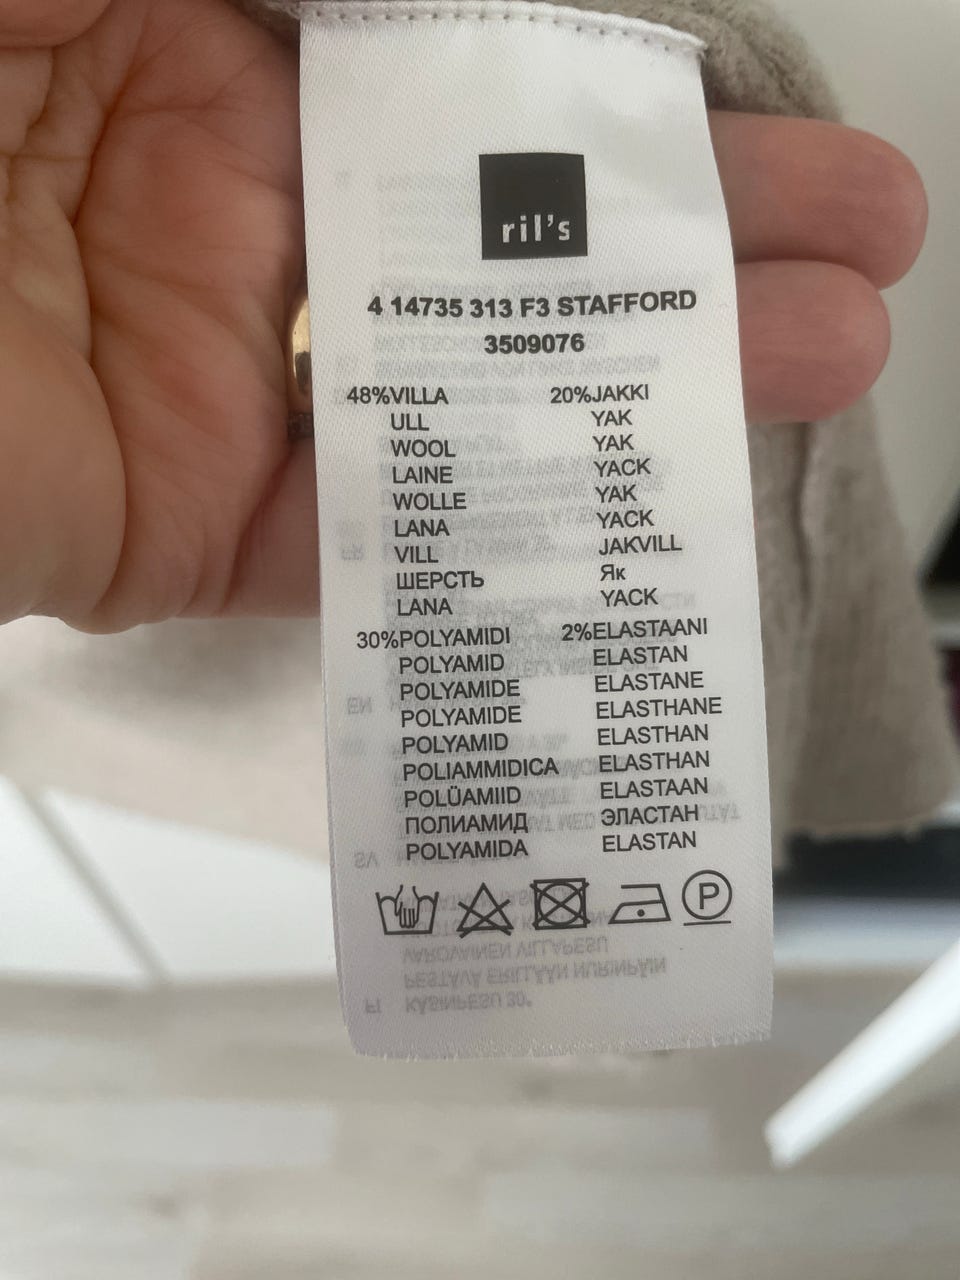 ril's
4 14735 313 F3 STAFFORD
3509076
48%VILLA 20%JAKKI
ULL YAK
WOOL YAK
LAINE YACK
WOLLE YAK
LANA YACK
VILL JAKVILL
ШЕРСТЬ Як
LANA YACK
30%POLYAMIDI 2%ELASTAANI
POLYAMID ELASTAN
POLYAMIDE ELASTANE
POLYAMIDE ELASTHANE
POLYAMID ELASTHAN
POLIAMMIDICA ELASTHAN
POLÜAMIID ELASTAAN
ПОЛИАМИД ЭЛАСТАН
POLYAMIDA ELASTAN
P